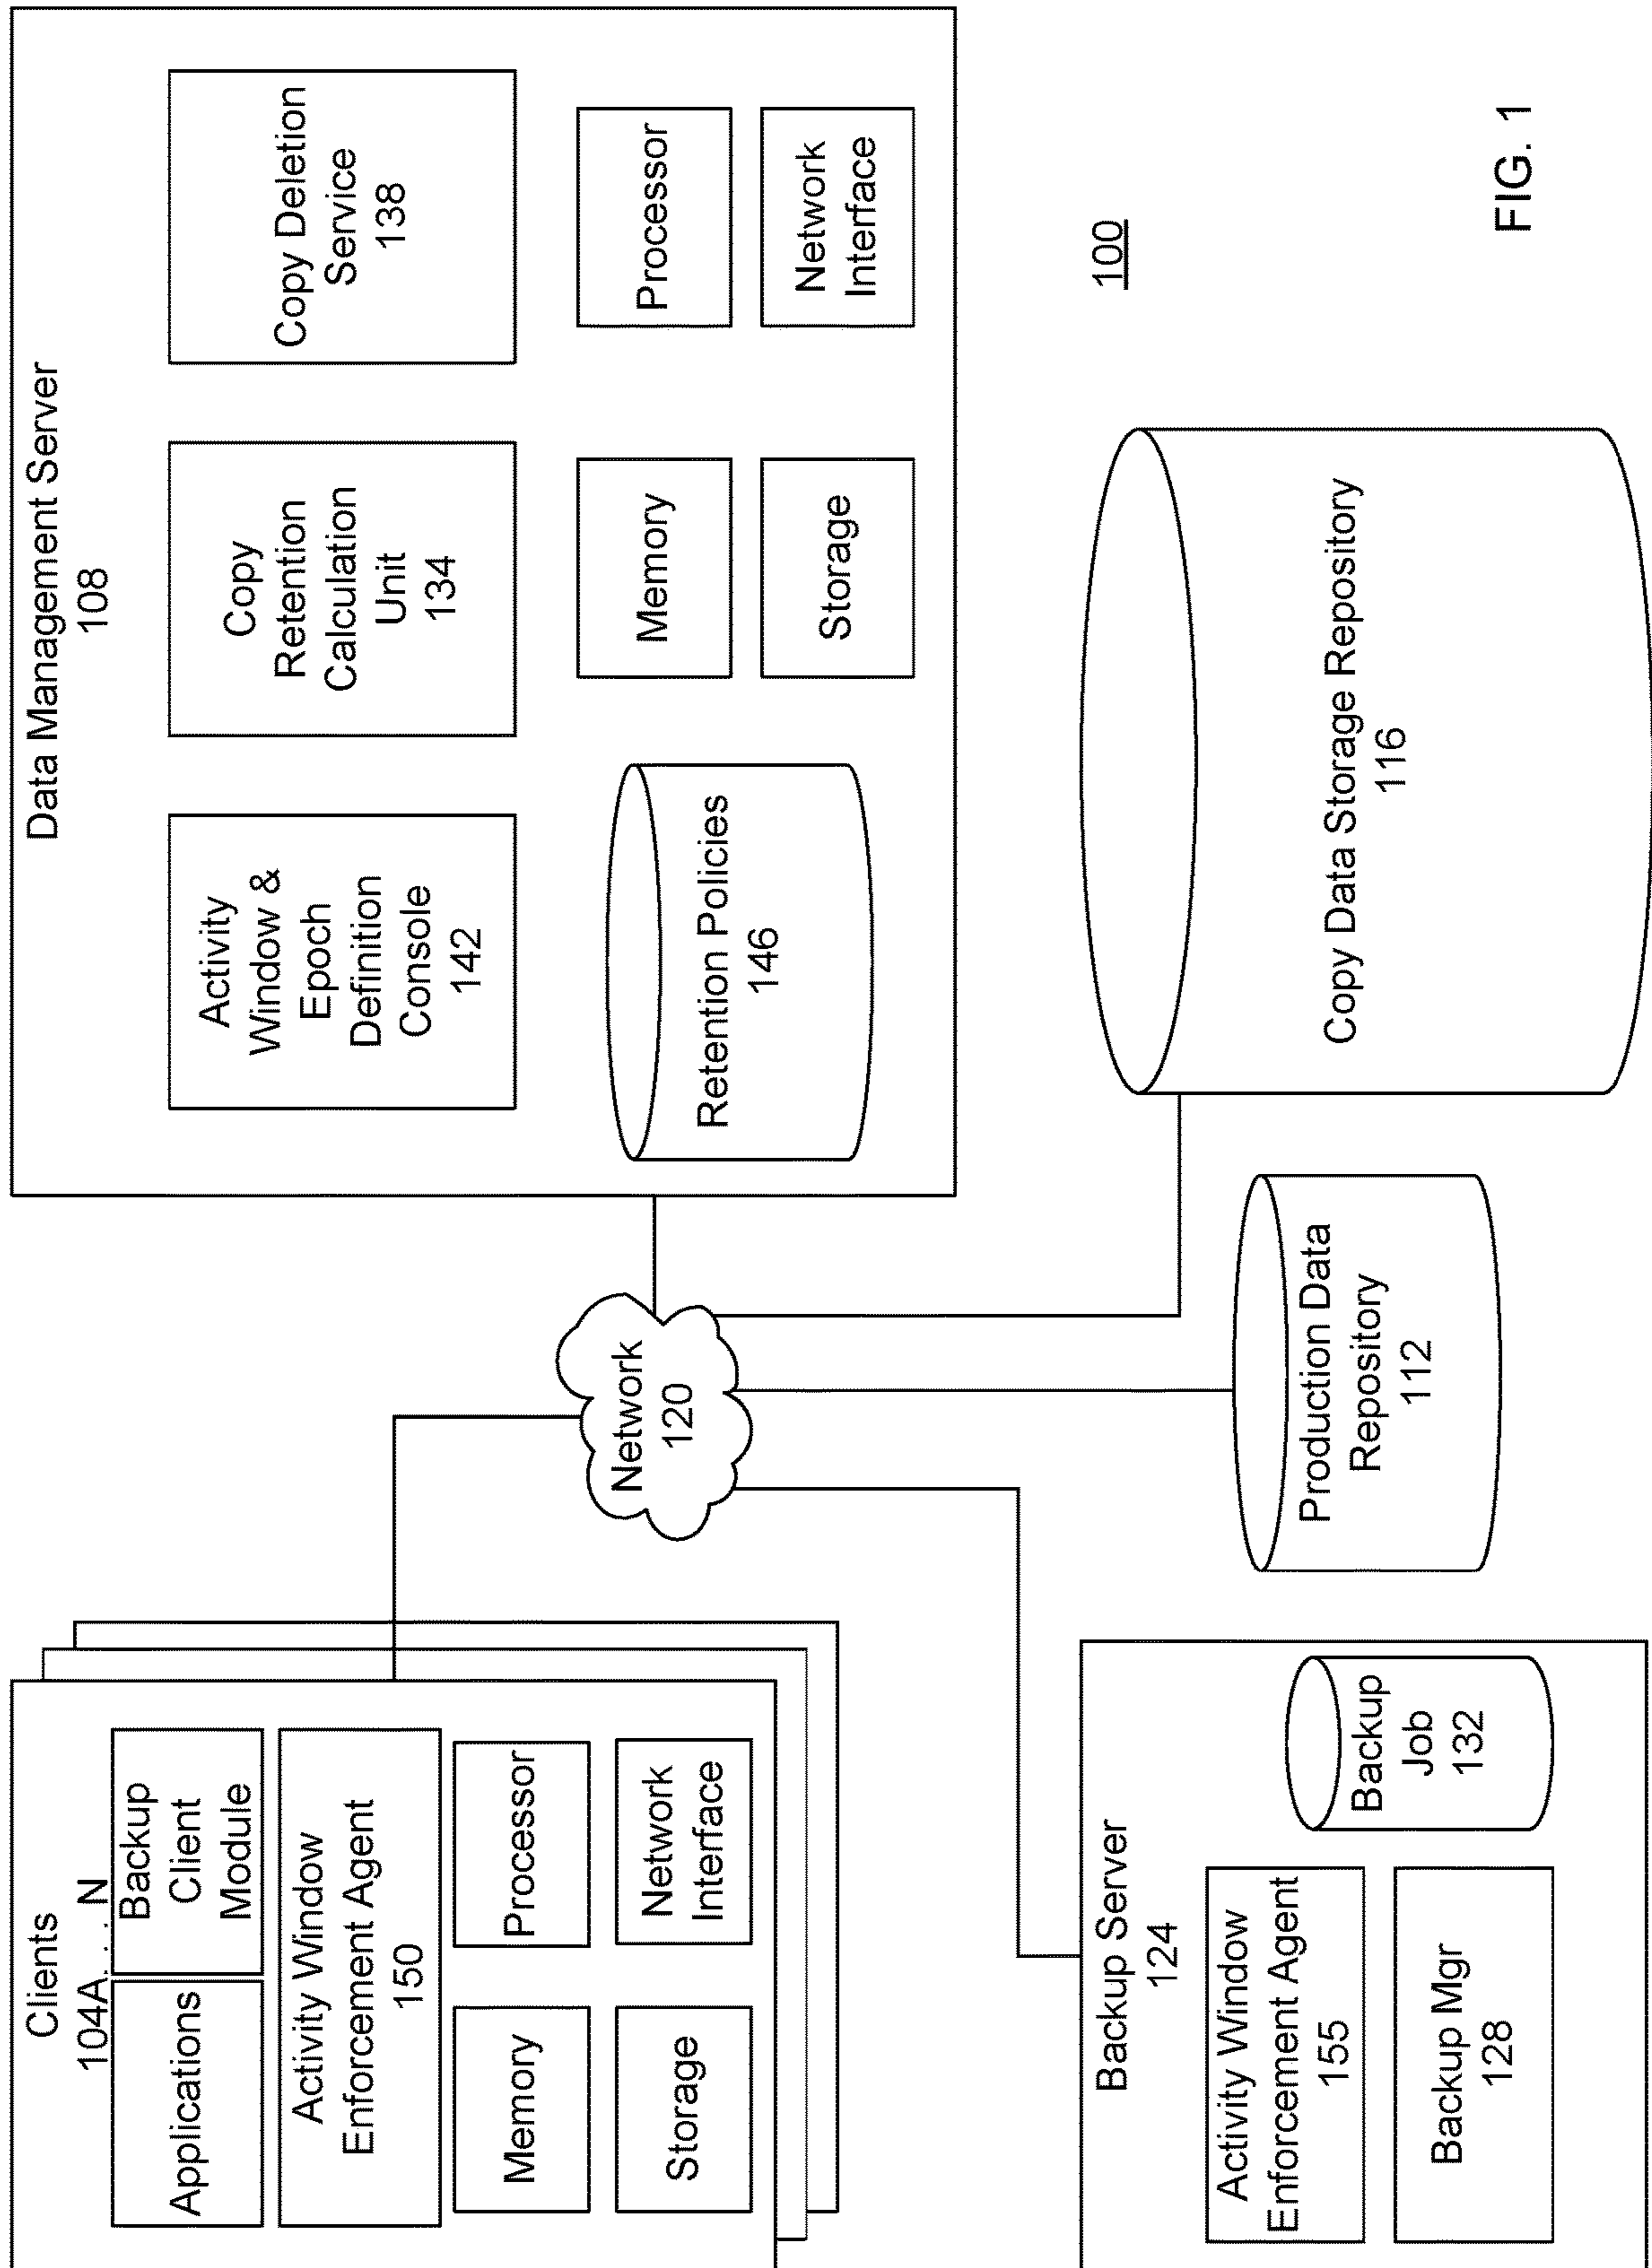 Clients
104A. . . N
Applications
Backup
Client
Module
Activity Window
Enforcement Agent
150
Memory
Processor
Storage
Network
Interface
Network
120
Data Management Server
108
Activity
Window &
Epoch
Definition
Console
142
Copy
Retention
Calculation
Unit
134
Copy Deletion
Service
138
Retention Policies
146
Memory
Processor
Storage
Network
Interface
Backup Server
124
Activity Window
Enforcement Agent
155
Backup Mgr
128
Backup
Job
132
Production Data
Repository
112
Copy Data Storage Repository
116
100
FIG. 1